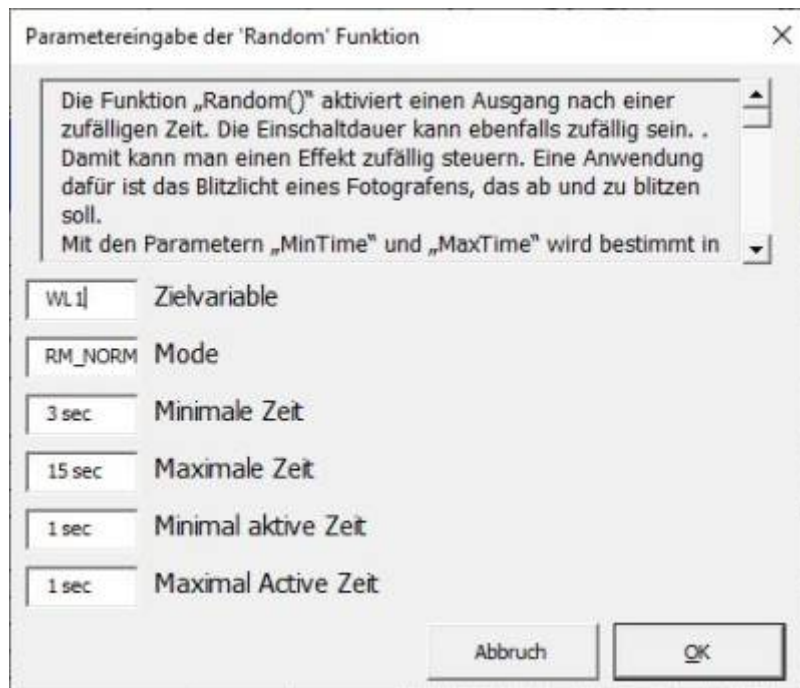 Parametereingabe der 'Random' Funktion
Die Funktion „Random()“ aktiviert einen Ausgang nach einer
zufälligen Zeit. Die Einschaltdauer kann ebenfalls zufällig sein. .
Damit kann man einen Effekt zufällig steuern. Eine Anwendung
dafür ist das Blitzlicht eines Fotografens, das ab und zu blitzen
soll.
Mit den Parametern „MinTime“ und „MaxTime“ wird bestimmt in
WL1 Zielvariable
RM_NORM Mode
3 sec Minimale Zeit
15 sec Maximale Zeit
1 sec Minimal aktive Zeit
1 sec Maximal Active Zeit
Abbruch OK